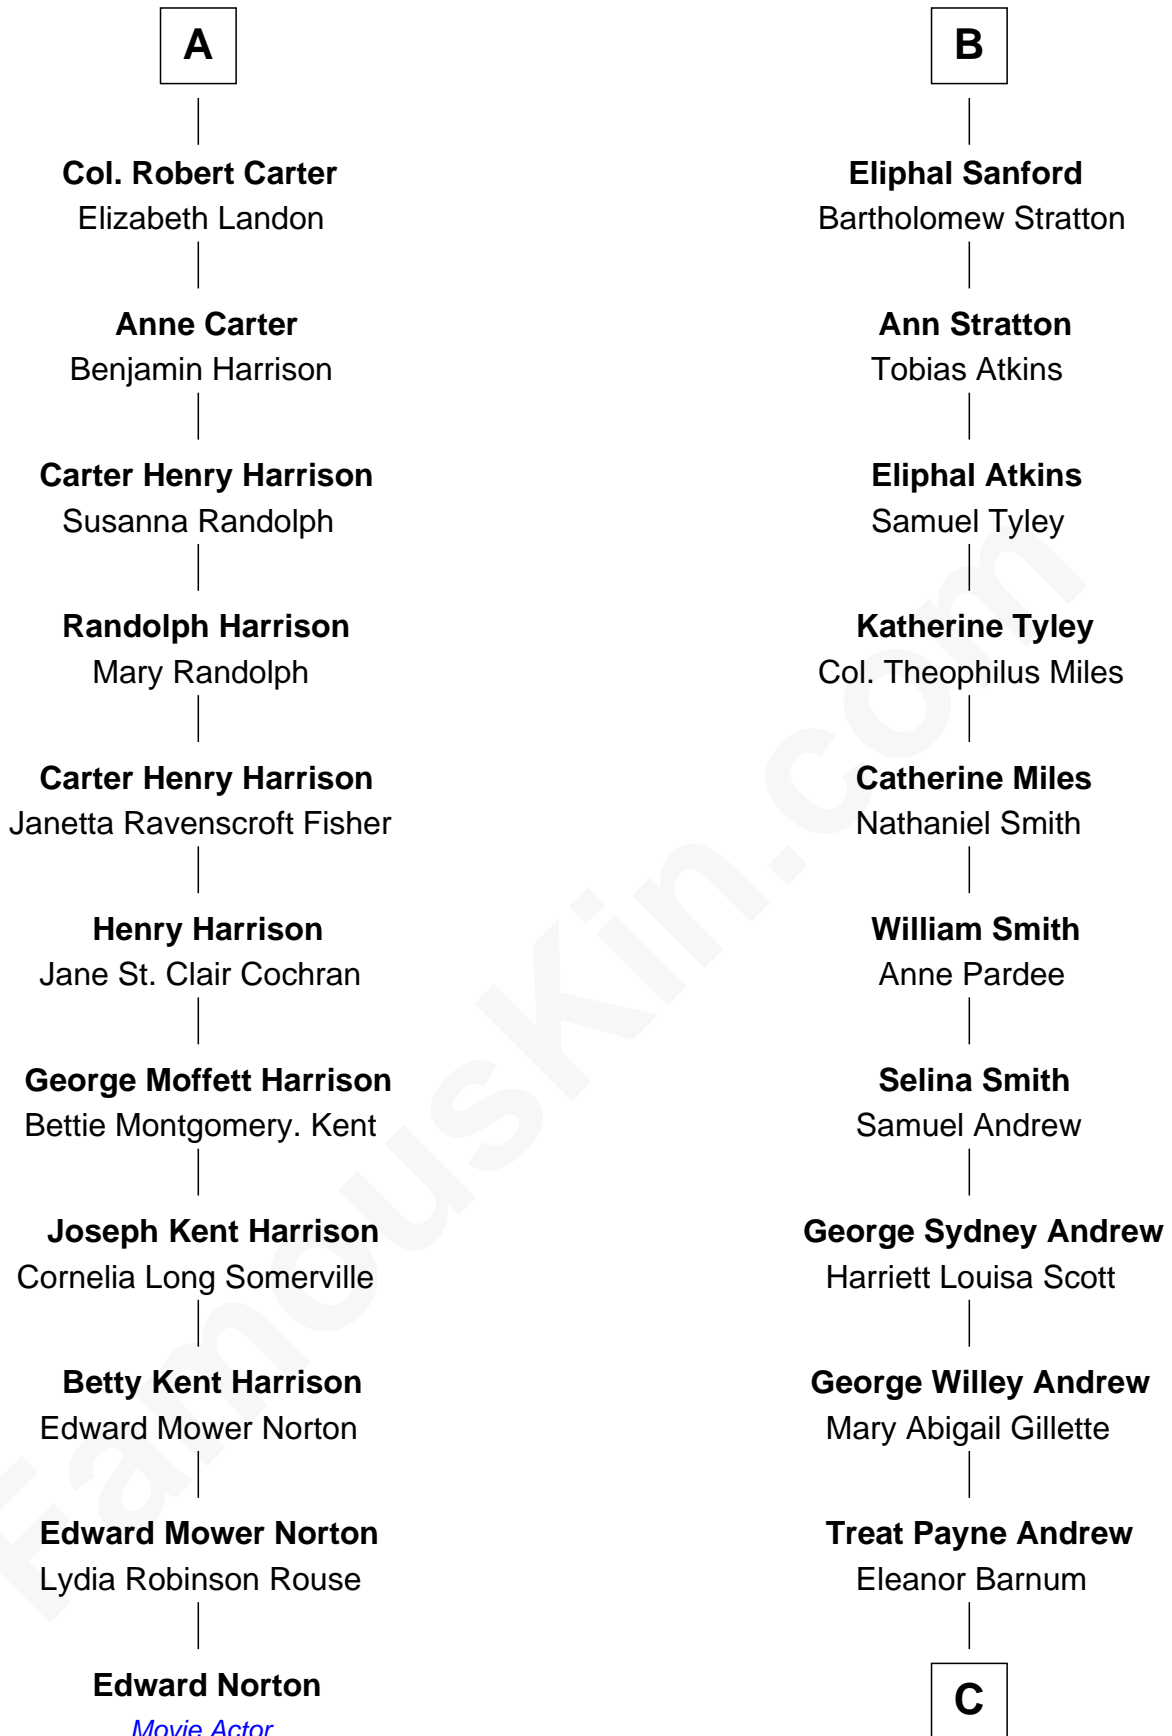 A
Col. Robert Carter
Elizabeth Landon
Anne Carter
Benjamin Harrison
Carter Henry Harrison
Susanna Randolph
Randolph Harrison
Mary Randolph
Carter Henry Harrison
Janetta Ravenscroft Fisher
Henry Harrison
Jane St. Clair Cochran
George Moffett Harrison
Bettie Montgomery. Kent
Joseph Kent Harrison
Cornelia Long Somerville
Betty Kent Harrison
Edward Mower Norton
Edward Mower Norton
Lydia Robinson Rouse
Edward Norton
Movie Actor
B
Eliphal Sanford
Bartholomew Stratton
Ann Stratton
Tobias Atkins
Eliphal Atkins
Samuel Tyley
Katherine Tyley
Col. Theophilus Miles
Catherine Miles
Nathaniel Smith
William Smith
Anne Pardee
Selina Smith
Samuel Andrew
George Sydney Andrew
Harriett Louisa Scott
George Willey Andrew
Mary Abigail Gillette
Treat Payne Andrew
Eleanor Barnum
C
FamousKin.com